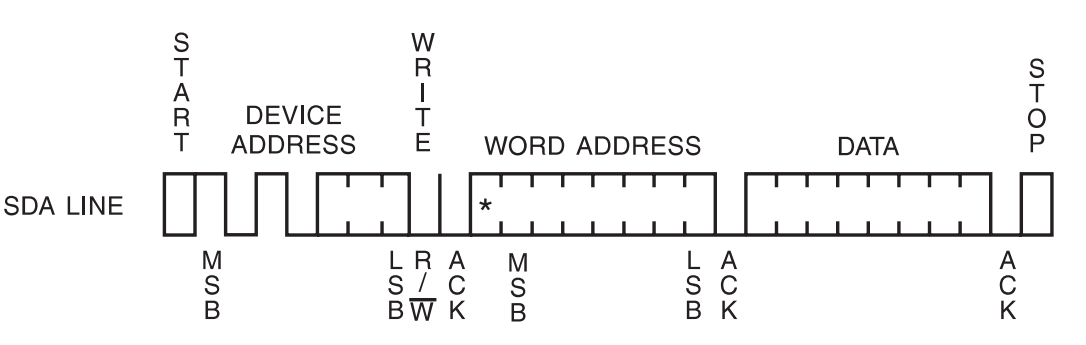 START
WRITE
STOP
DEVICE
ADDRESS
WORD ADDRESS
DATA
SDA LINE
*
MSB
LSB
R/W̅
ACK
MSB
LSB
ACK
ACK